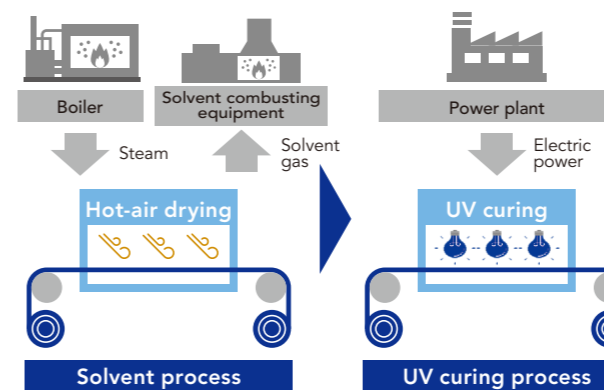 Boiler
Solvent combusting
equipment
Power plant
Steam
Solvent
gas
Electric
power
Hot-air drying
UV curing
Solvent process
UV curing process